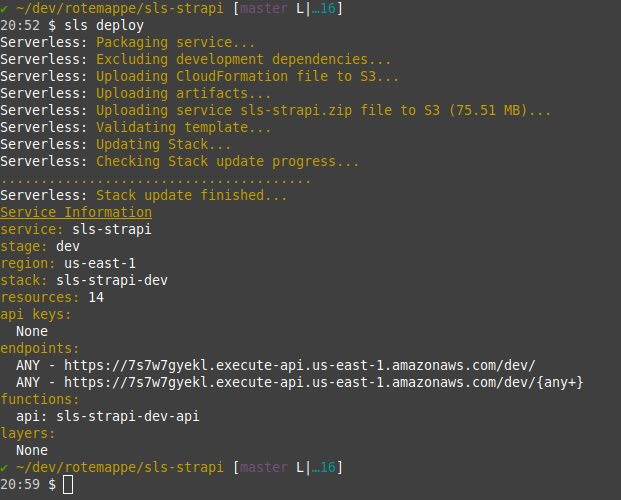 ✔ ~/dev/rotemappe/sls-strapi [master L|…16]
20:52 $ sls deploy
Serverless: Packaging service...
Serverless: Excluding development dependencies...
Serverless: Uploading CloudFormation file to S3...
Serverless: Uploading artifacts...
Serverless: Uploading service sls-strapi.zip file to S3 (75.51 MB)...
Serverless: Validating template...
Serverless: Updating Stack...
Serverless: Checking Stack update progress...
.......................................
Serverless: Stack update finished...
Service Information
service: sls-strapi
stage: dev
region: us-east-1
stack: sls-strapi-dev
resources: 14
api keys:
  None
endpoints:
  ANY - https://7s7w7gyekl.execute-api.us-east-1.amazonaws.com/dev/
  ANY - https://7s7w7gyekl.execute-api.us-east-1.amazonaws.com/dev/{any+}
functions:
  api: sls-strapi-dev-api
layers:
  None
✔ ~/dev/rotemappe/sls-strapi [master L|…16]
20:59 $